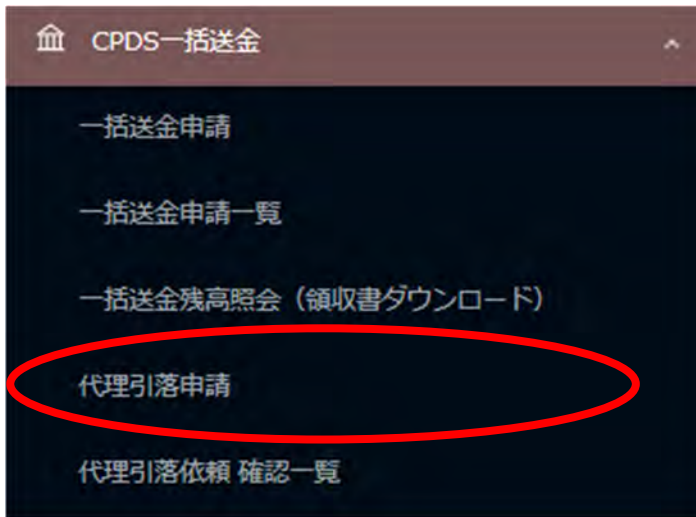 CPDS一括送金
一括送金申請
一括送金申請一覧
一括送金残高照会（領収書ダウンロード）
代理引落申請
代理引落依頼 確認一覧